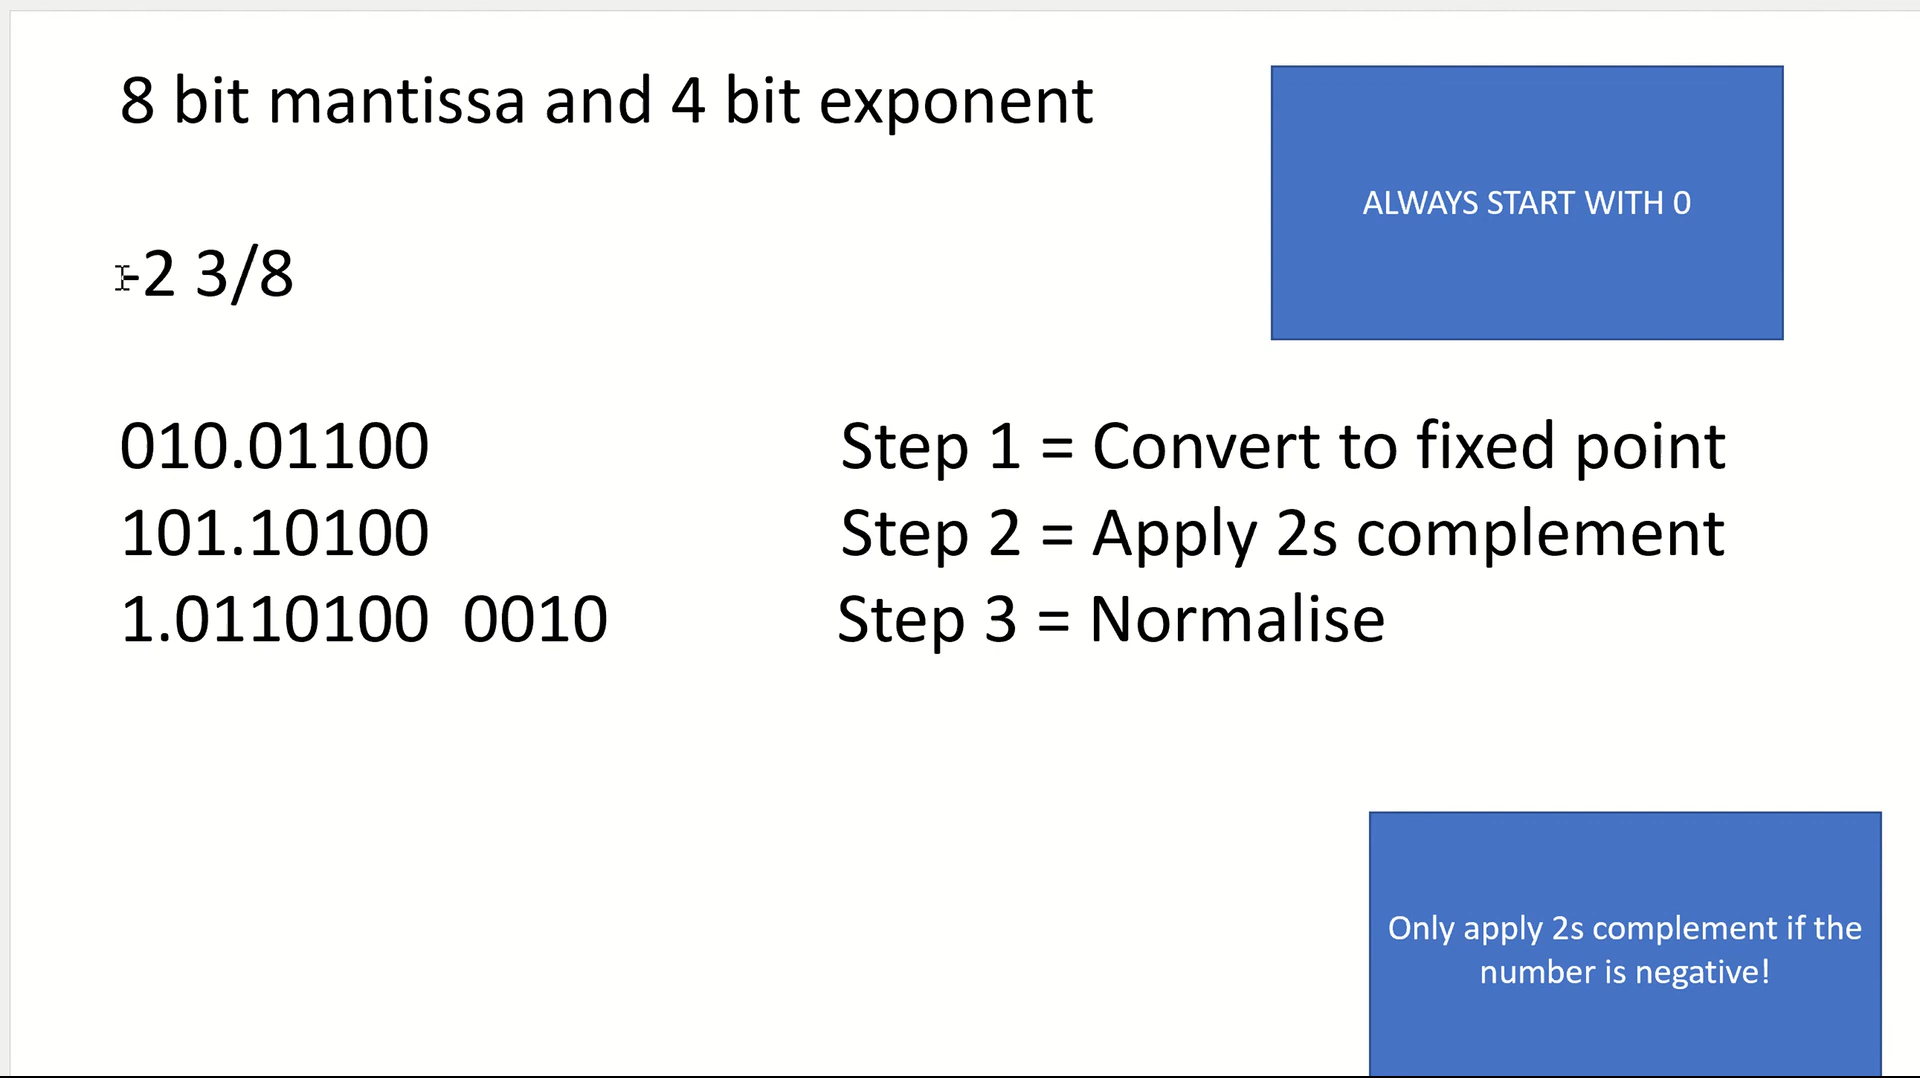 8 bit mantissa and 4 bit exponent
ALWAYS START WITH 0
-2 3/8
010.01100 Step 1 = Convert to fixed point
101.10100 Step 2 = Apply 2s complement
1.0110100 0010 Step 3 = Normalise
Only apply 2s complement if the
number is negative!